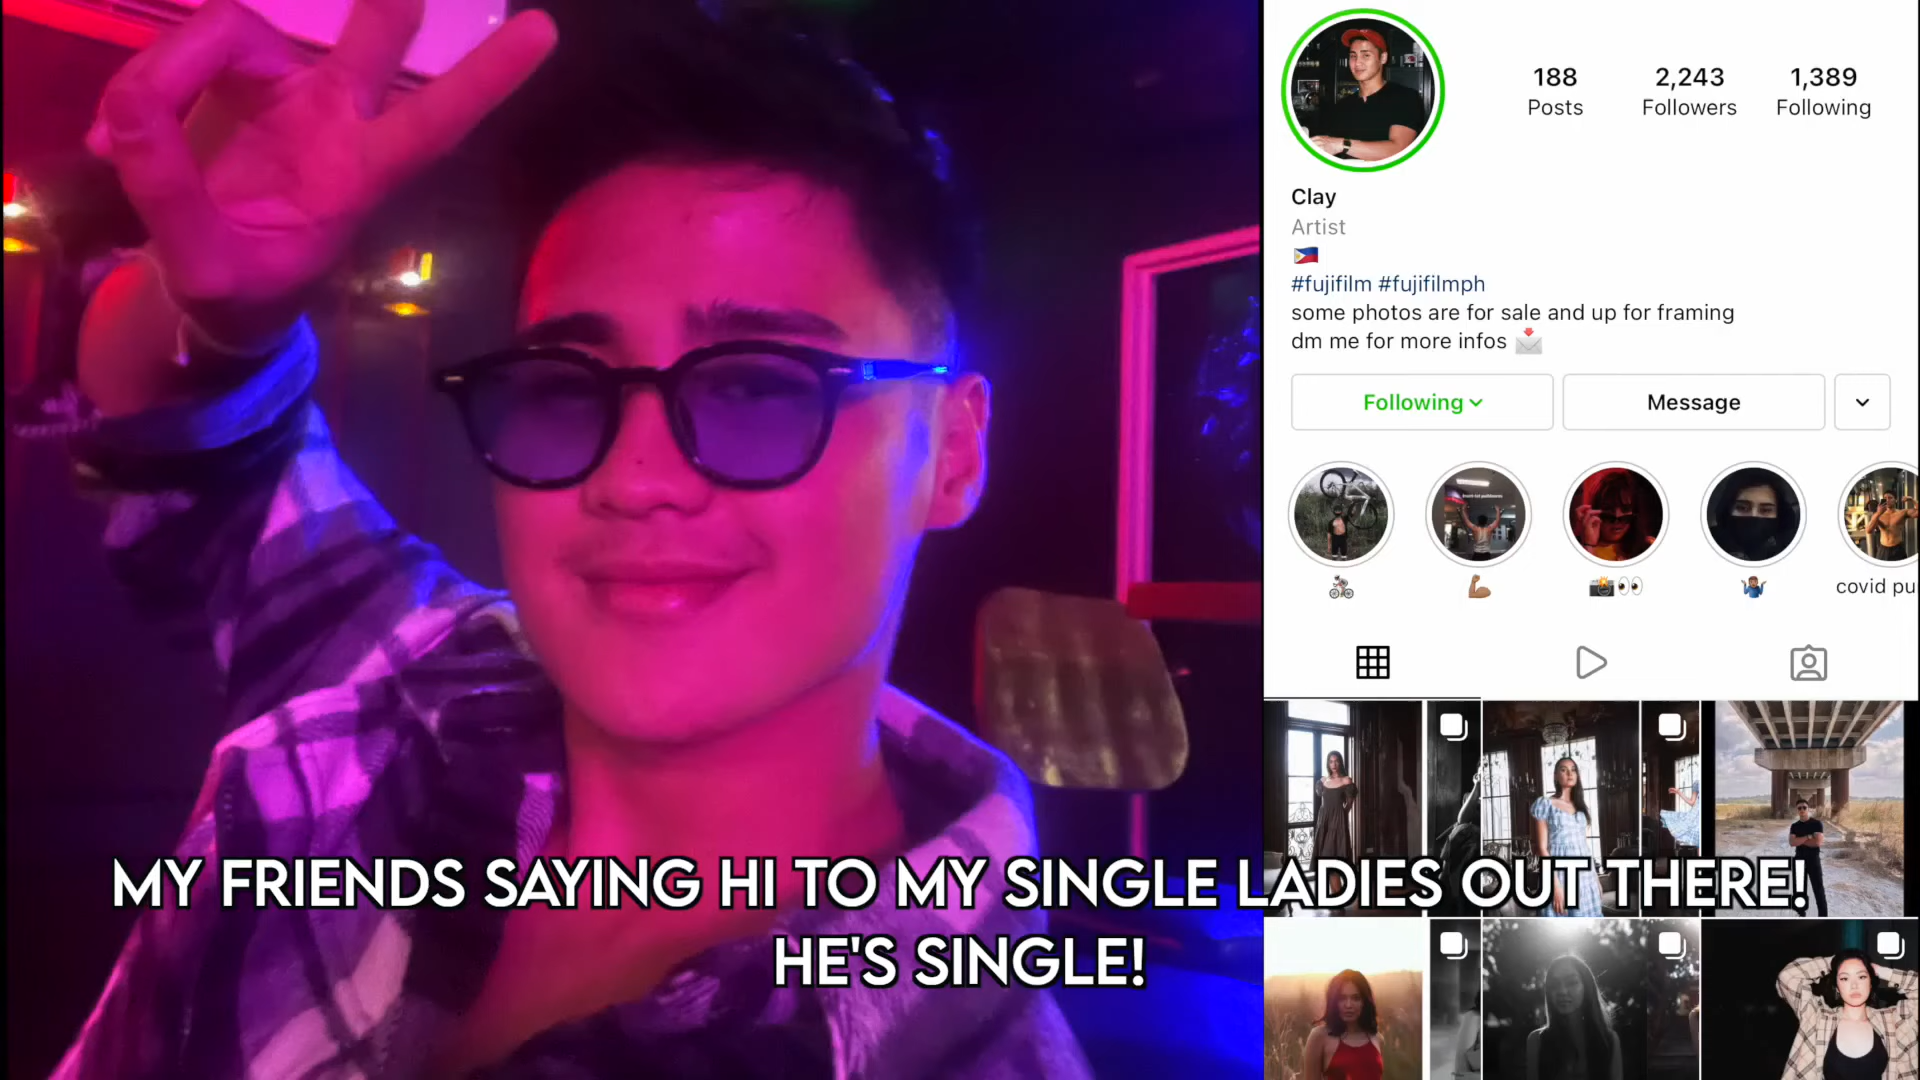 188
Posts
2,243
Followers
1,389
Following
Clay
Artist
#fujifilm #fujifilmph
some photos are for sale and up for framing
dm me for more infos
Following
Message
covid pu
MY FRIENDS SAYING HI TO MY SINGLE LADIES OUT THERE!
HE'S SINGLE!